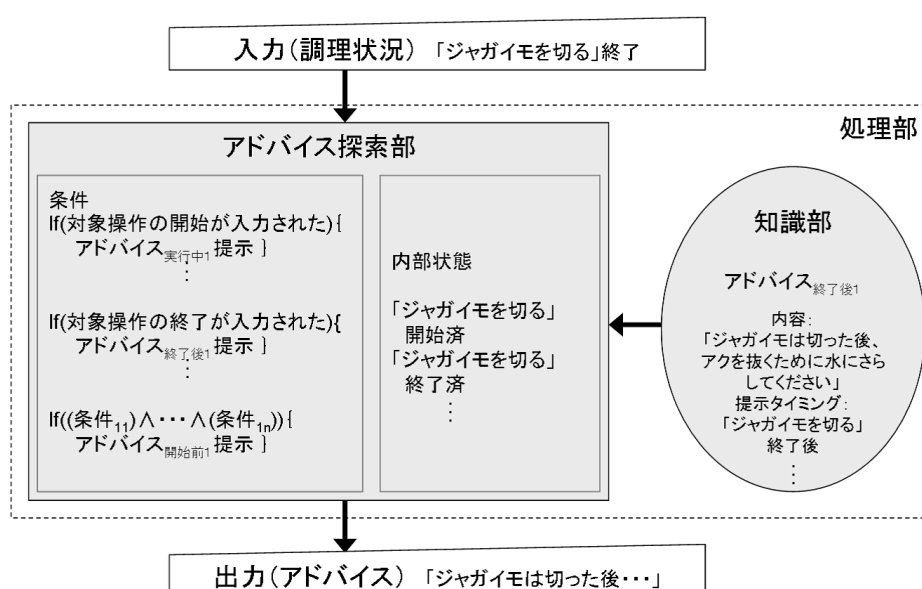 入力(調理状況) 「ジャガイモを切る」終了
処理部
アドバイス探索部
条件
If(対象操作の開始が入力された){
アドバイス実行中1提示 }
⋮
If(対象操作の終了が入力された){
アドバイス終了後1提示 }
⋮
If((条件11)∧・・・∧(条件1n)){
アドバイス開始前1提示 }
内部状態
「ジャガイモを切る」
開始済
「ジャガイモを切る」
終了済
⋮
知識部
アドバイス終了後1
内容:
「ジャガイモは切った後、
アクを抜くために水にさら
してください」
提示タイミング:
「ジャガイモを切る」
終了後
⋮
出力(アドバイス) 「ジャガイモは切った後・・・」